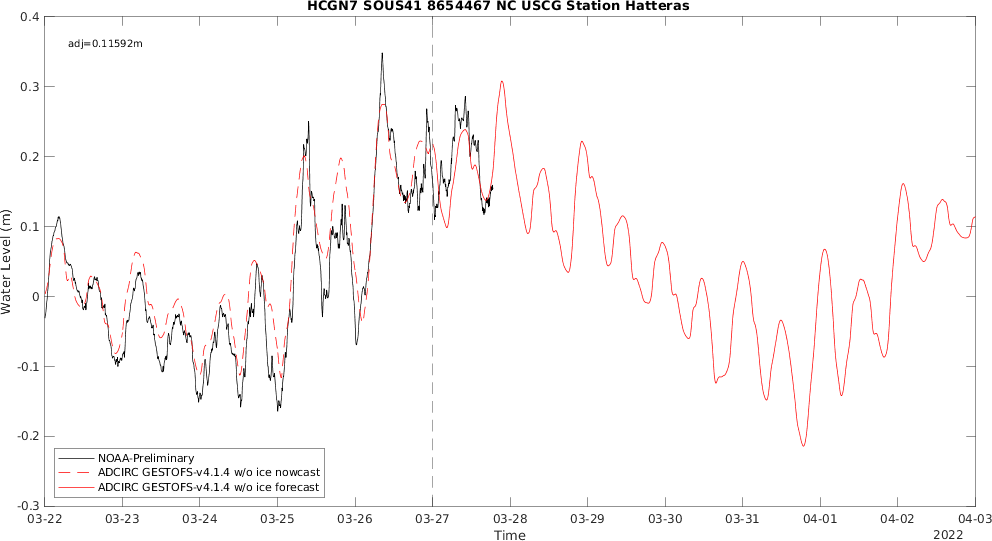 HCGN7 SOUS41 8654467 NC USCG Station Hatteras
adj=0.11592m
0.4
0.3
0.2
0.1
0
-0.1
-0.2
-0.3
Water Level (m)
NOAA-Preliminary
ADCIRC GESTOFS-v4.1.4 w/o ice nowcast
ADCIRC GESTOFS-v4.1.4 w/o ice forecast
03-22 03-23 03-24 03-25 03-26 03-27 03-28 03-29 03-30 03-31 04-01 04-02 04-03
Time
2022